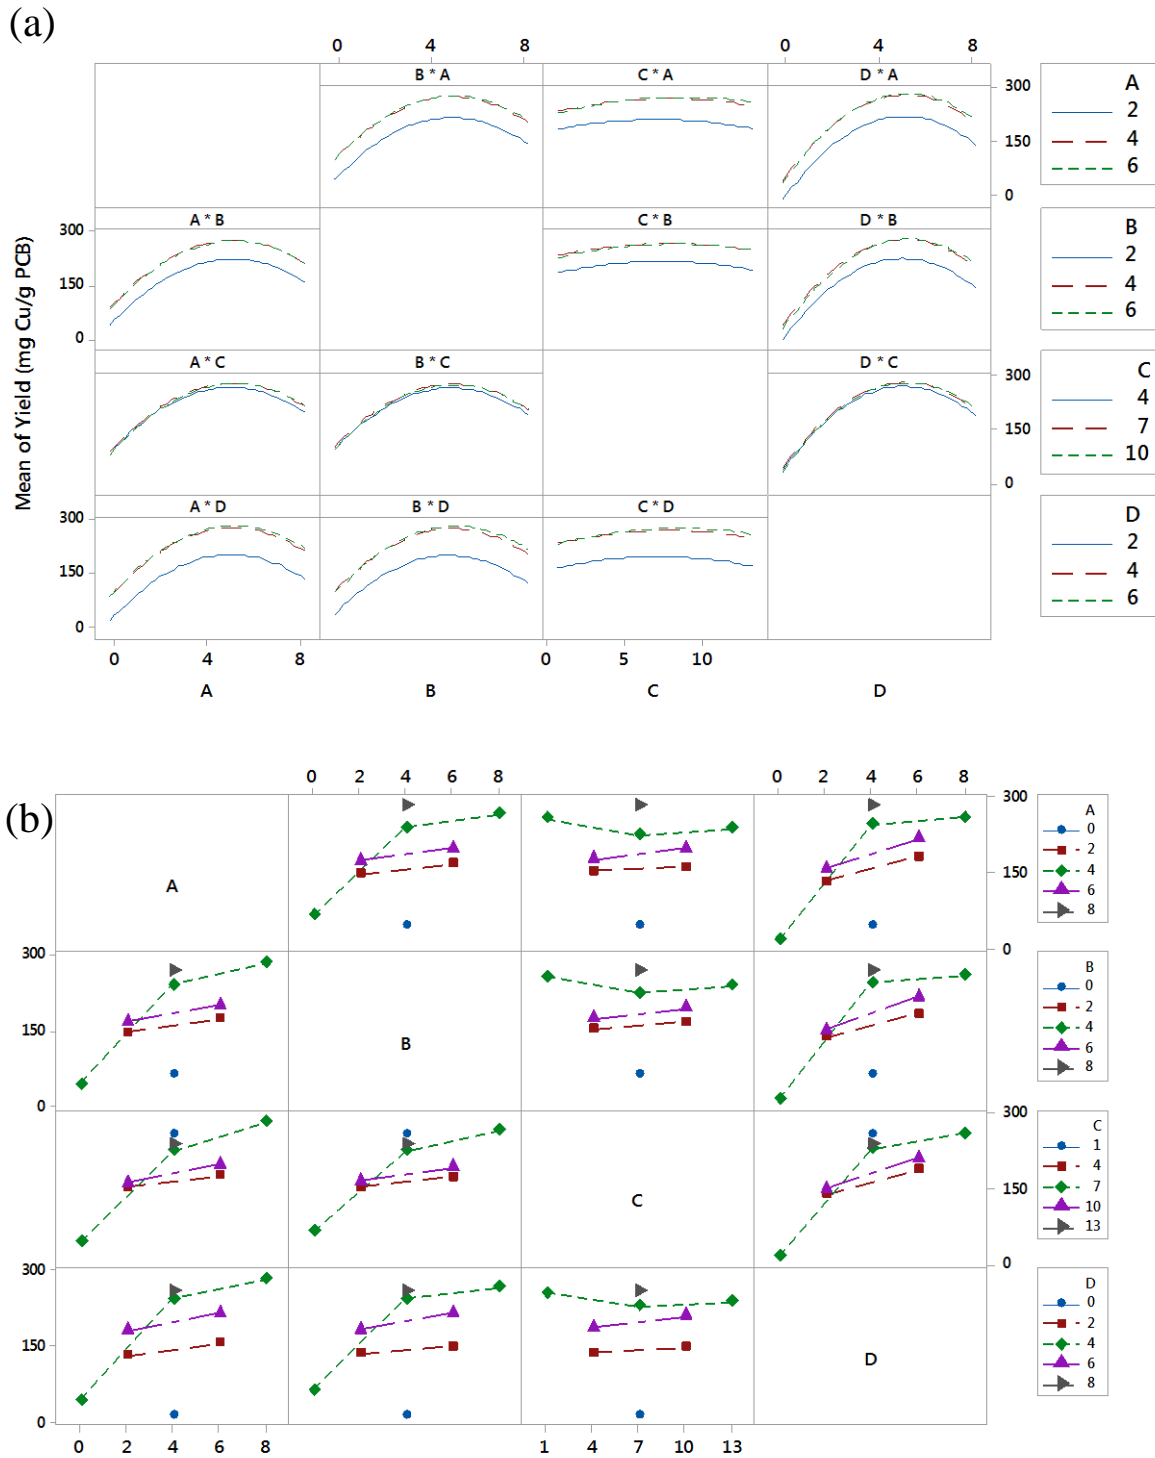 (a)
0 4 8 0 4 8
B * A C * A D * A
300
150
0
A
2
4
6
A * B C * B D * B
300
150
0
B
2
4
6
Mean of Yield (mg Cu/g PCB)
A * C B * C D * C
300
150
0
C
4
7
10
A * D B * D C * D
300
150
0
D
2
4
6
0 4 8 0 5 10
A B C D
(b)
0 2 4 6 8 0 2 4 6 8
A
300
150
0
A
0
2
4
6
8
300
150
0
B
B
0
2
4
6
8
C
300
150
0
C
1
4
7
10
13
300
150
0
D
D
0
2
4
6
8
0 2 4 6 8 1 4 7 10 13